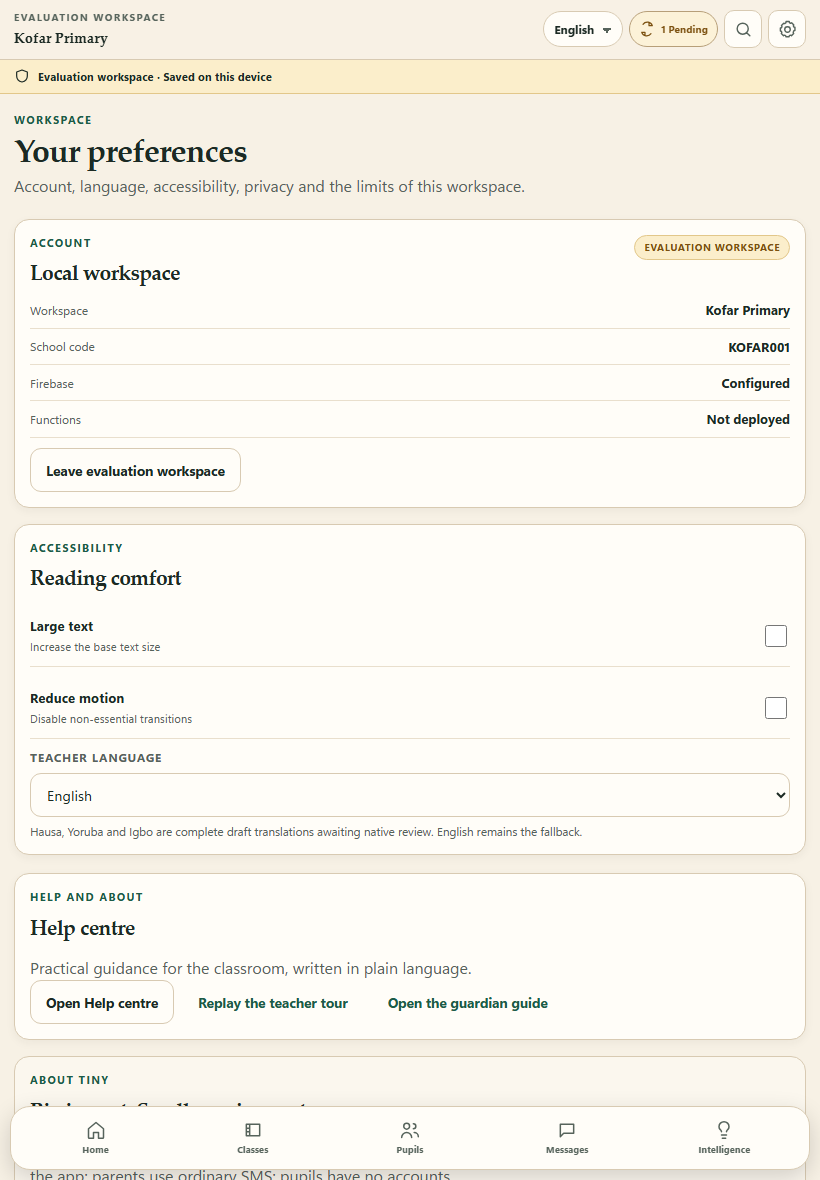 EVALUATION WORKSPACE
Kofar Primary
English
1 Pending
Evaluation workspace · Saved on this device
WORKSPACE
Your preferences
Account, language, accessibility, privacy and the limits of this workspace.
ACCOUNT
EVALUATION WORKSPACE
Local workspace
Workspace
Kofar Primary
School code
KOFAR001
Firebase
Configured
Functions
Not deployed
Leave evaluation workspace
ACCESSIBILITY
Reading comfort
Large text
Increase the base text size
Reduce motion
Disable non-essential transitions
TEACHER LANGUAGE
English
Hausa, Yoruba and Igbo are complete draft translations awaiting native review. English remains the fallback.
HELP AND ABOUT
Help centre
Practical guidance for the classroom, written in plain language.
Open Help centre
Replay the teacher tour
Open the guardian guide
ABOUT TINY
Home
Classes
Pupils
Messages
Intelligence
the app; parents use ordinary SMS; pupils have no accounts